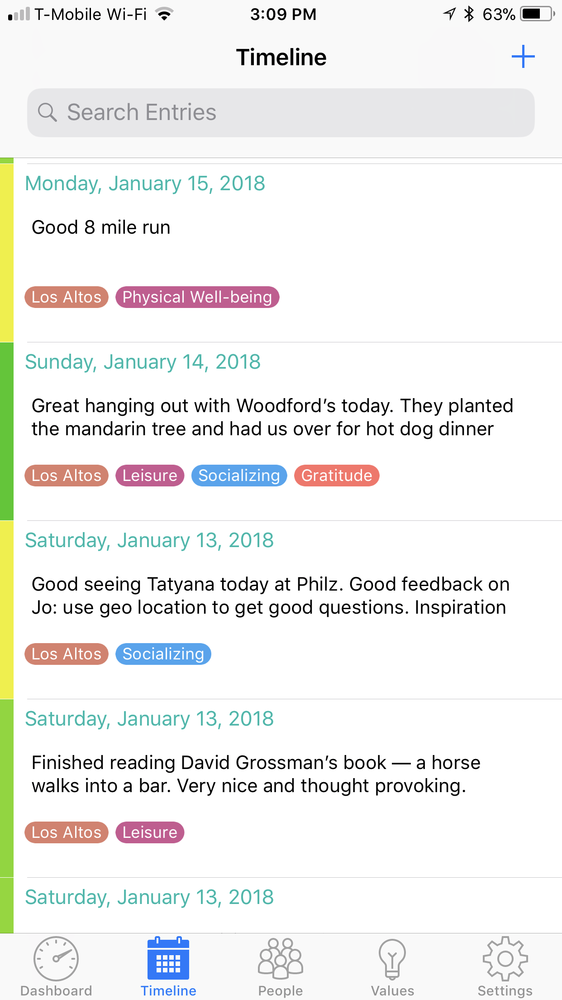 T-Mobile Wi-Fi 3:09 PM 63%
Timeline
Search Entries
Monday, January 15, 2018
Good 8 mile run
Los Altos Physical Well-being
Sunday, January 14, 2018
Great hanging out with Woodford’s today. They planted
the mandarin tree and had us over for hot dog dinner
Los Altos Leisure Socializing Gratitude
Saturday, January 13, 2018
Good seeing Tatyana today at Philz. Good feedback on
Jo: use geo location to get good questions. Inspiration
Los Altos Socializing
Saturday, January 13, 2018
Finished reading David Grossman’s book — a horse
walks into a bar. Very nice and thought provoking.
Los Altos Leisure
Saturday, January 13, 2018
Dashboard Timeline People Values Settings